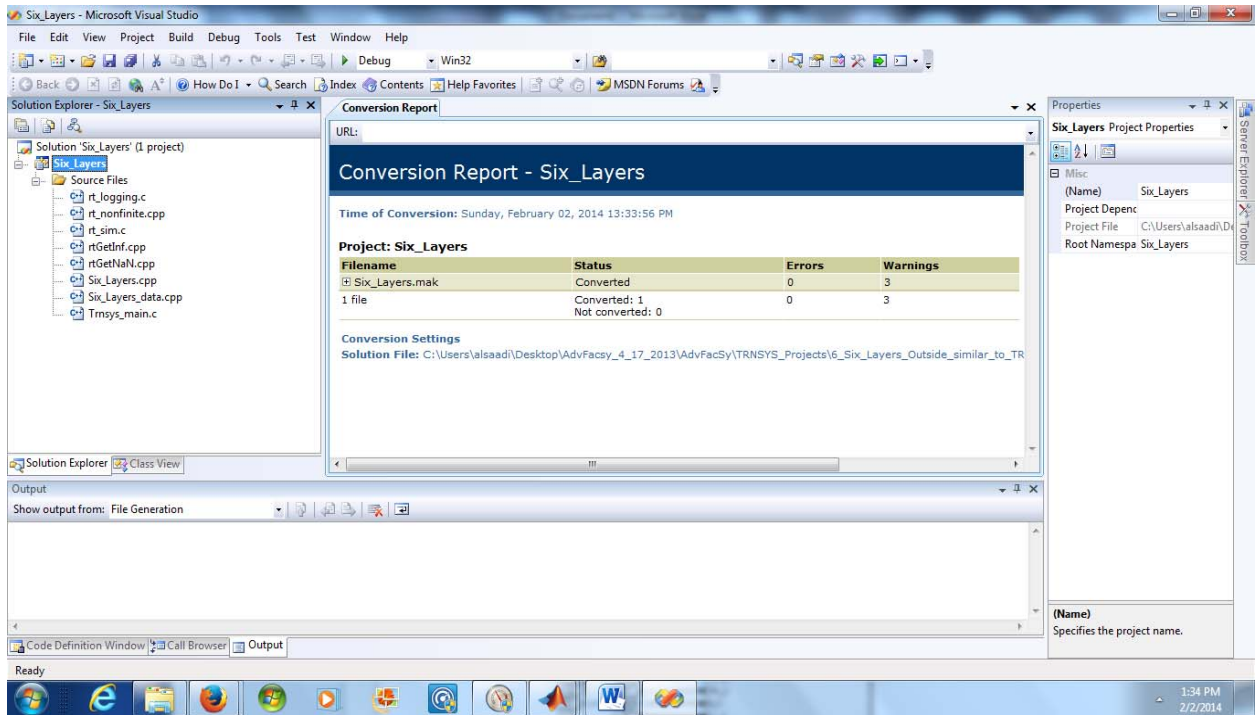 Six_Layers - Microsoft Visual Studio
File Edit View Project Build Debug Tools Test Window Help
Debug Win32
Back How Do I Search Index Contents Help Favorites MSDN Forums
Solution Explorer - Six_Layers
Solution 'Six_Layers' (1 project)
Six_Layers
Source Files
rt_logging.c
rt_nonfinite.cpp
rt_sim.c
rtGetInf.cpp
rtGetNaN.cpp
Six_Layers.cpp
Six_Layers_data.cpp
Trnsys_main.c
Solution Explorer Class View
Conversion Report
URL:
Conversion Report - Six_Layers
Time of Conversion: Sunday, February 02, 2014 13:33:56 PM
Project: Six_Layers
Filename Status Errors Warnings
Six_Layers.mak Converted 0 3
1 file Converted: 1 0 3
Not converted: 0
Conversion Settings
Solution File: C:\Users\alsaadi\Desktop\AdvFacsy_4_17_2013\AdvFacSy\TRNSYS_Projects\6_Six_Layers_Outside_similar_to_TR
Properties
Six_Layers Project Properties
Misc
(Name) Six_Layers
Project Depenc
Project File C:\Users\alsaadi\De
Root Namespa Six_Layers
(Name)
Specifies the project name.
Server Explorer
Toolbox
Output
Show output from: File Generation
Code Definition Window Call Browser Output
Ready
W
1:34 PM
2/2/2014